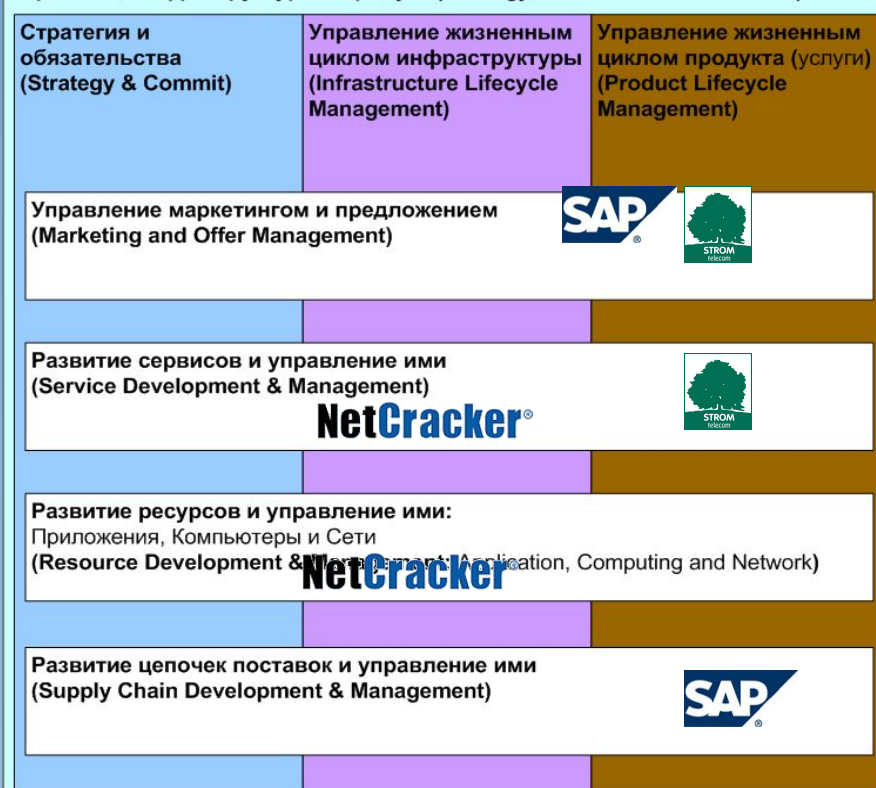 Стратегия и
обязательства
(Strategy & Commit)
Управление жизненным
циклом инфраструктуры
(Infrastructure Lifecycle
Management)
Управление жизненным
циклом продукта (услуги)
(Product Lifecycle
Management)
Управление маркетингом и предложением
(Marketing and Offer Management)
SAP®
STROM
telecom
Развитие сервисов и управление ими
(Service Development & Management)
NetCracker®
STROM
telecom
Развитие ресурсов и управление ими:
Приложения, Компьютеры и Сети
(Resource Development & Management: Application, Computing and Network)
NetCracker®
Развитие цепочек поставок и управление ими
(Supply Chain Development & Management)
SAP®